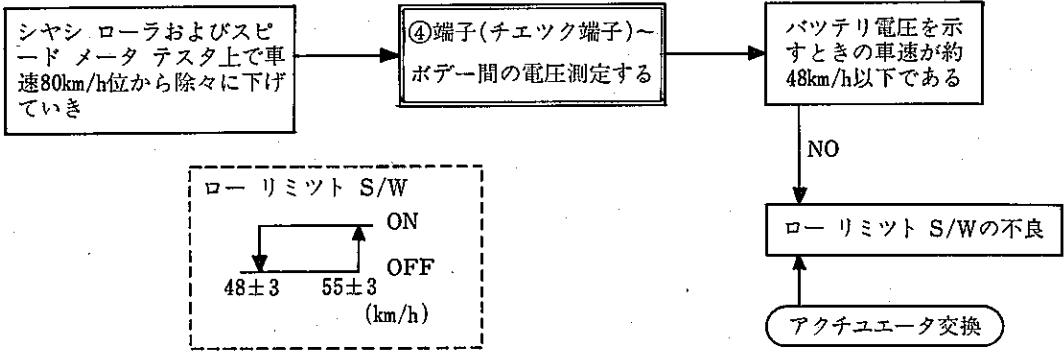 シヤシ ローラおよびスピ
ード メータ テスタ上で車
速80km/h位から除々に下げ
ていき
④端子(チエツク端子)～
ボデー間の電圧測定する
バツテリ電圧を示
すときの車速が約
48km/h以下である
NO
ロー リミツト S/W
ON
OFF
48±3 55±3
(km/h)
ロー リミツト S/Wの不良
アクチユエータ交換